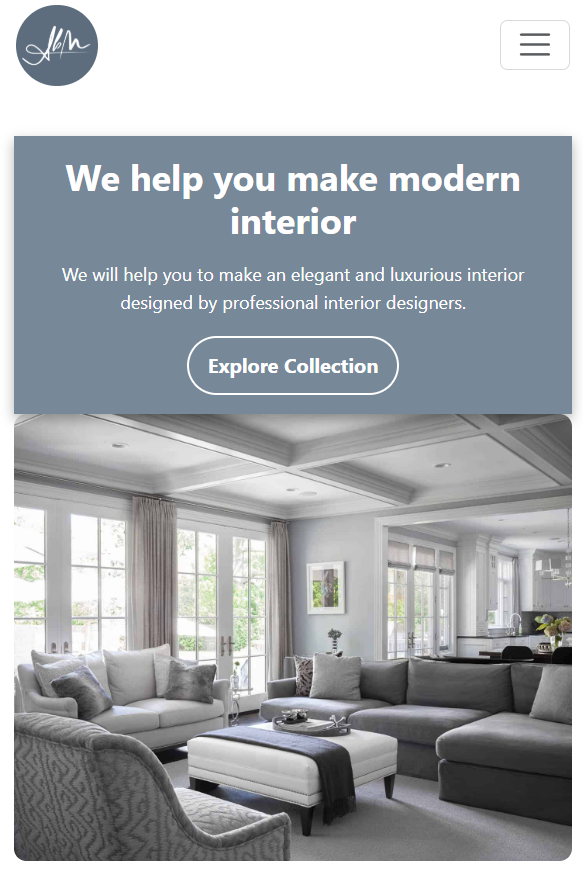 We help you make modern
interior
We will help you to make an elegant and luxurious interior
designed by professional interior designers.
Explore Collection